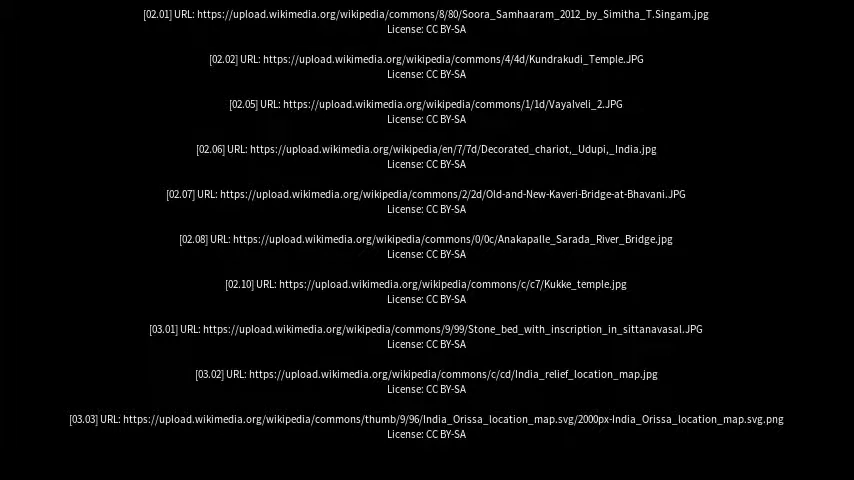 [02.01] URL: https://upload.wikimedia.org/wikipedia/commons/8/80/Soora_Samhaaram_2012_by_Simitha_T.Singam.jpg
License: CC BY-SA
[02.02] URL: https://upload.wikimedia.org/wikipedia/commons/4/4d/Kundrakudi_Temple.JPG
License: CC BY-SA
[02.05] URL: https://upload.wikimedia.org/wikipedia/commons/1/1d/Vayalveli_2.JPG
License: CC BY-SA
[02.06] URL: https://upload.wikimedia.org/wikipedia/en/7/7d/Decorated_chariot,_Udupi,_India.jpg
License: CC BY-SA
[02.07] URL: https://upload.wikimedia.org/wikipedia/commons/2/2d/Old-and-New-Kaveri-Bridge-at-Bhavani.JPG
License: CC BY-SA
[02.08] URL: https://upload.wikimedia.org/wikipedia/commons/0/0c/Anakapalle_Sarada_River_Bridge.jpg
License: CC BY-SA
[02.10] URL: https://upload.wikimedia.org/wikipedia/commons/c/c7/Kukke_temple.jpg
License: CC BY-SA
[03.01] URL: https://upload.wikimedia.org/wikipedia/commons/9/99/Stone_bed_with_inscription_in_sittanavasal.JPG
License: CC BY-SA
[03.02] URL: https://upload.wikimedia.org/wikipedia/commons/c/cd/India_relief_location_map.jpg
License: CC BY-SA
[03.03] URL: https://upload.wikimedia.org/wikipedia/commons/thumb/9/96/India_Orissa_location_map.svg/2000px-India_Orissa_location_map.svg.png
License: CC BY-SA